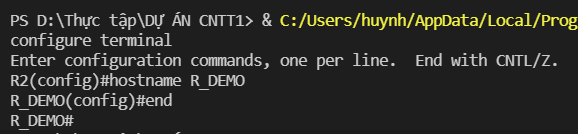 PS D:\Thực tập\DỰ ÁN CNTT1> & C:/Users/huynh/AppData/Local/Prog
configure terminal
Enter configuration commands, one per line.  End with CNTL/Z.
R2(config)#hostname R_DEMO
R_DEMO(config)#end
R_DEMO#